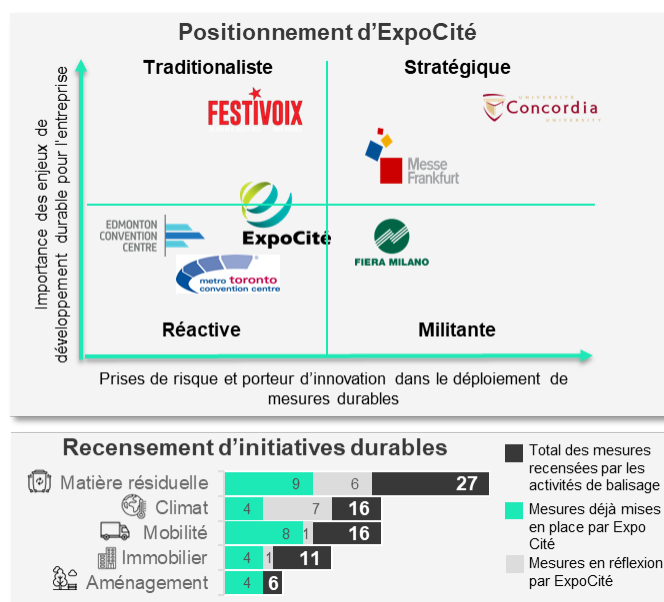 Positionnement d'ExpoCité
Traditionaliste
Stratégique
FESTIVOIX
UNIVERSITÉ
Concordia
UNIVERSITY
Messe
Frankfurt
Importance des enjeux de
développement durable pour l'entreprise
EDMONTON
CONVENTION
CENTRE
ExpoCité
FIERA MILANO
metro toronto
convention centre
Réactive
Militante
Prises de risque et porteur d'innovation dans le déploiement de
mesures durables
Recensement d'initiatives durables
Matière résiduelle 9 6 27
Climat 4 7 16
Mobilité 8 1 16
Immobilier 4 1 11
Aménagement 4 6
Total des mesures
recensées par les
activités de balisage
Mesures déjà mises
en place par Expo
Cité
Mesures en réflexion
par ExpoCité